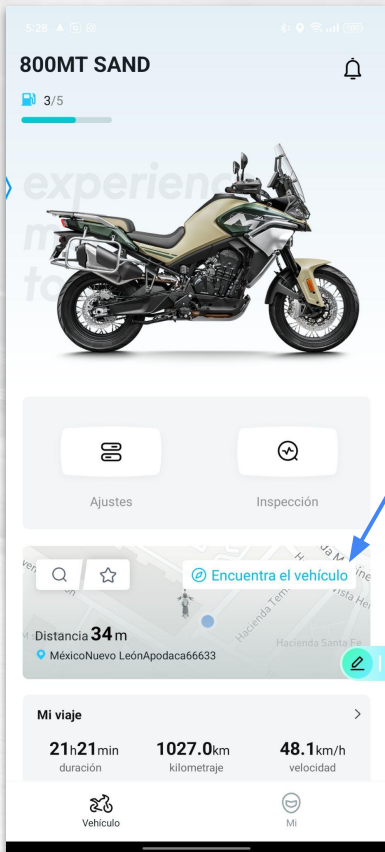 5:28
800MT SAND
3/5
experience
Ajustes
Inspección
Encuentra el vehículo
Distancia 34 m
MéxicoNuevo LeónApodaca66633
Hacienda Santa Fe
Mi viaje
21h21min
1027.0km
48.1km/h
duración
kilometraje
velocidad
Vehículo
Mi